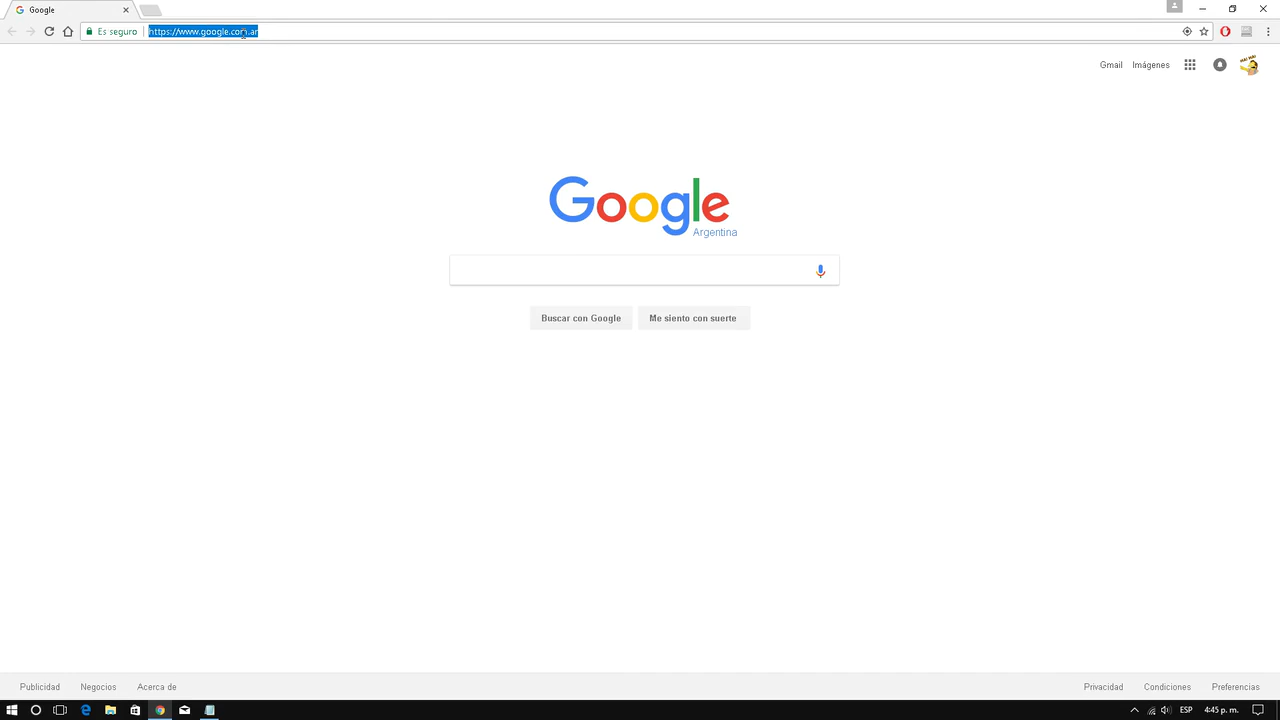 Google
Es seguro
https://www.google.com.ar
Gmail Imágenes
Google
Argentina
Buscar con Google Me siento con suerte
Publicidad Negocios Acerca de Privacidad Condiciones Preferencias
ESP 4:45 p. m.